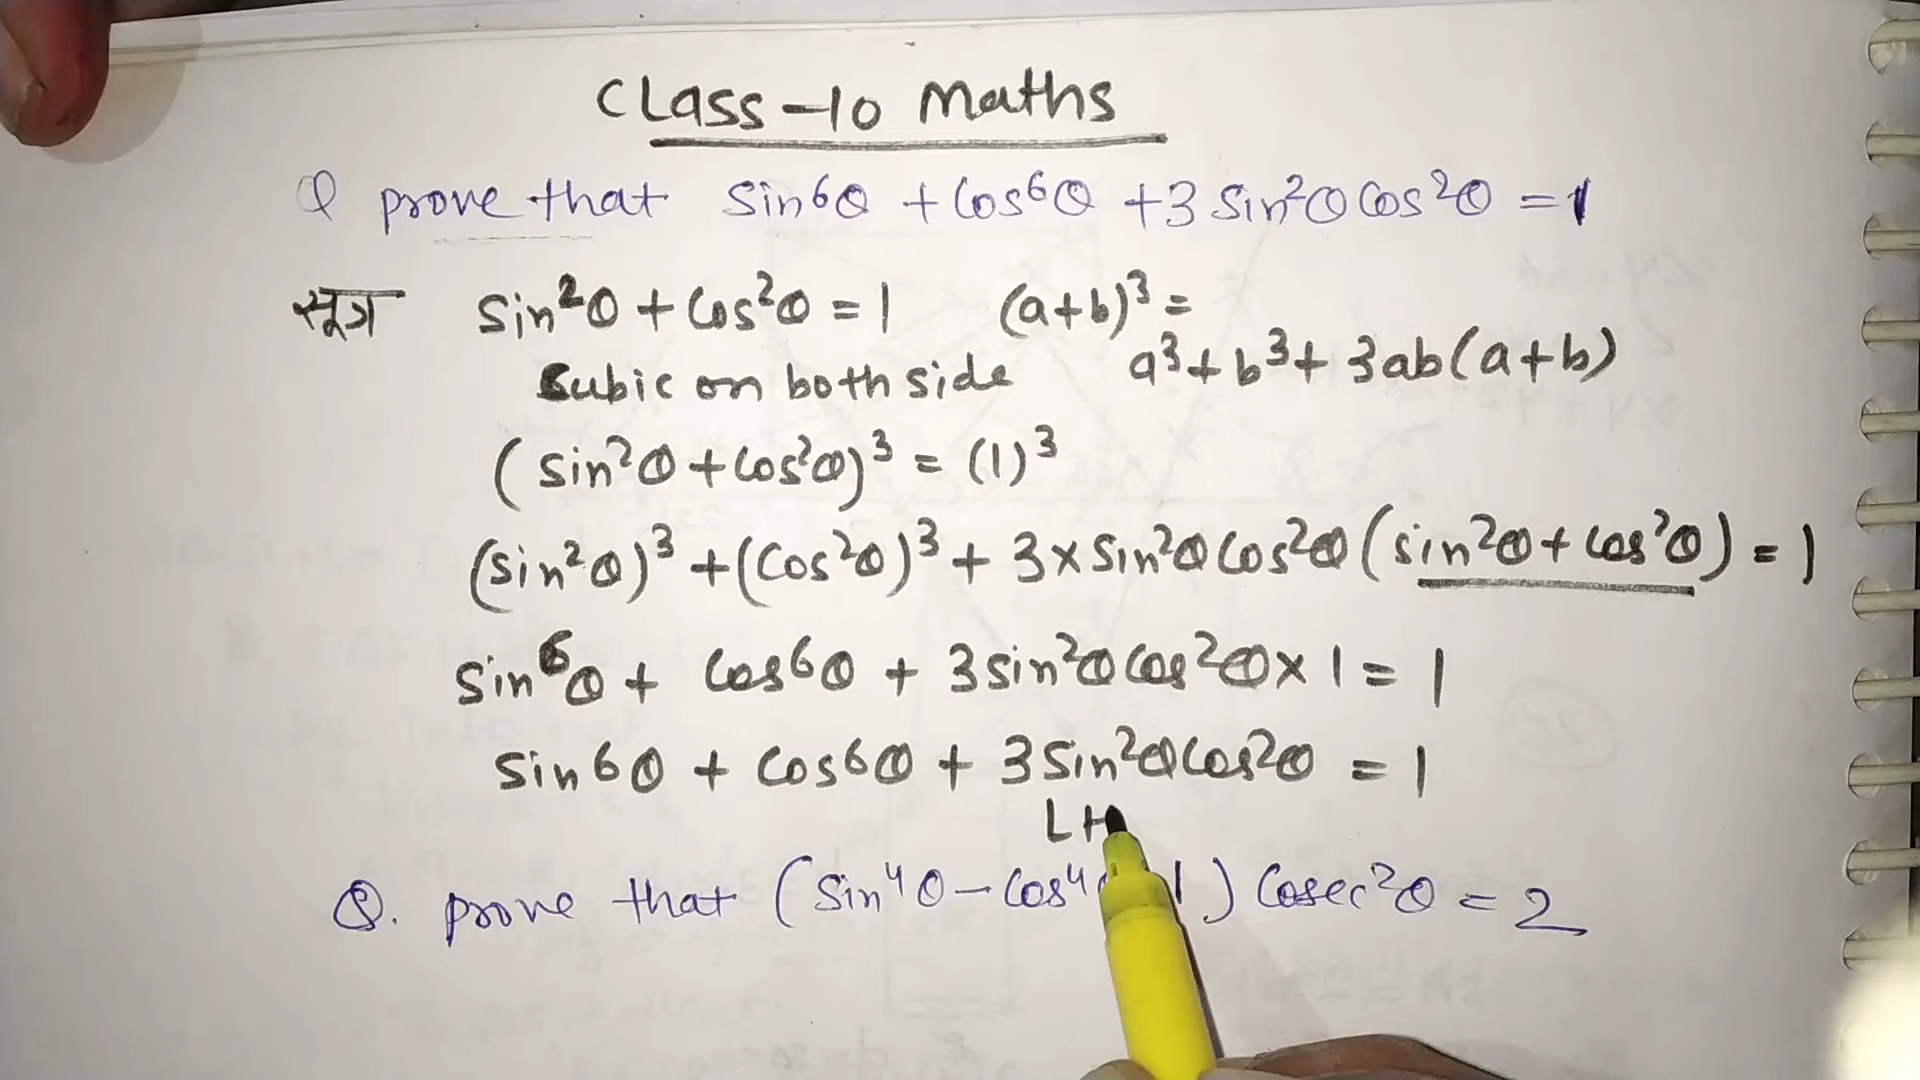 Class-10 Maths
Q prove that sin⁶θ + cos⁶θ + 3 sin²θ cos²θ = 1
सूत्र sin²θ + cos²θ = 1 (a+b)³ =
a³ + b³ + 3ab(a+b)
Cubic on both side
(sin²θ + cos²θ)³ = (1)³
(sin²θ)³ + (cos²θ)³ + 3 × sin²θ cos²θ (sin²θ + cos²θ) = 1
sin⁶θ + cos⁶θ + 3 sin²θ cos²θ × 1 = 1
sin6θ + cos6θ + 3 sin²θ cos²θ = 1
LH
Q. prove that (sin⁴θ - cos⁴ 1) cosec²θ = 2